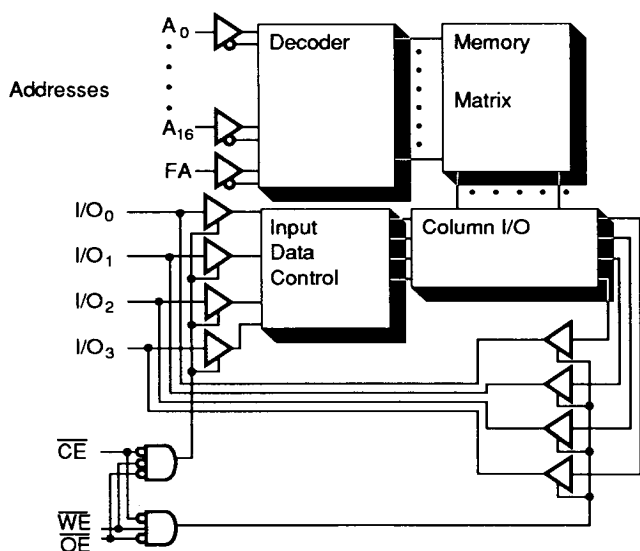 A0
Decoder
Memory
Addresses
Matrix
A16
FA
I/O0
Input
Column I/O
I/O1
Data
I/O2
Control
I/O3
CE
WE
OE